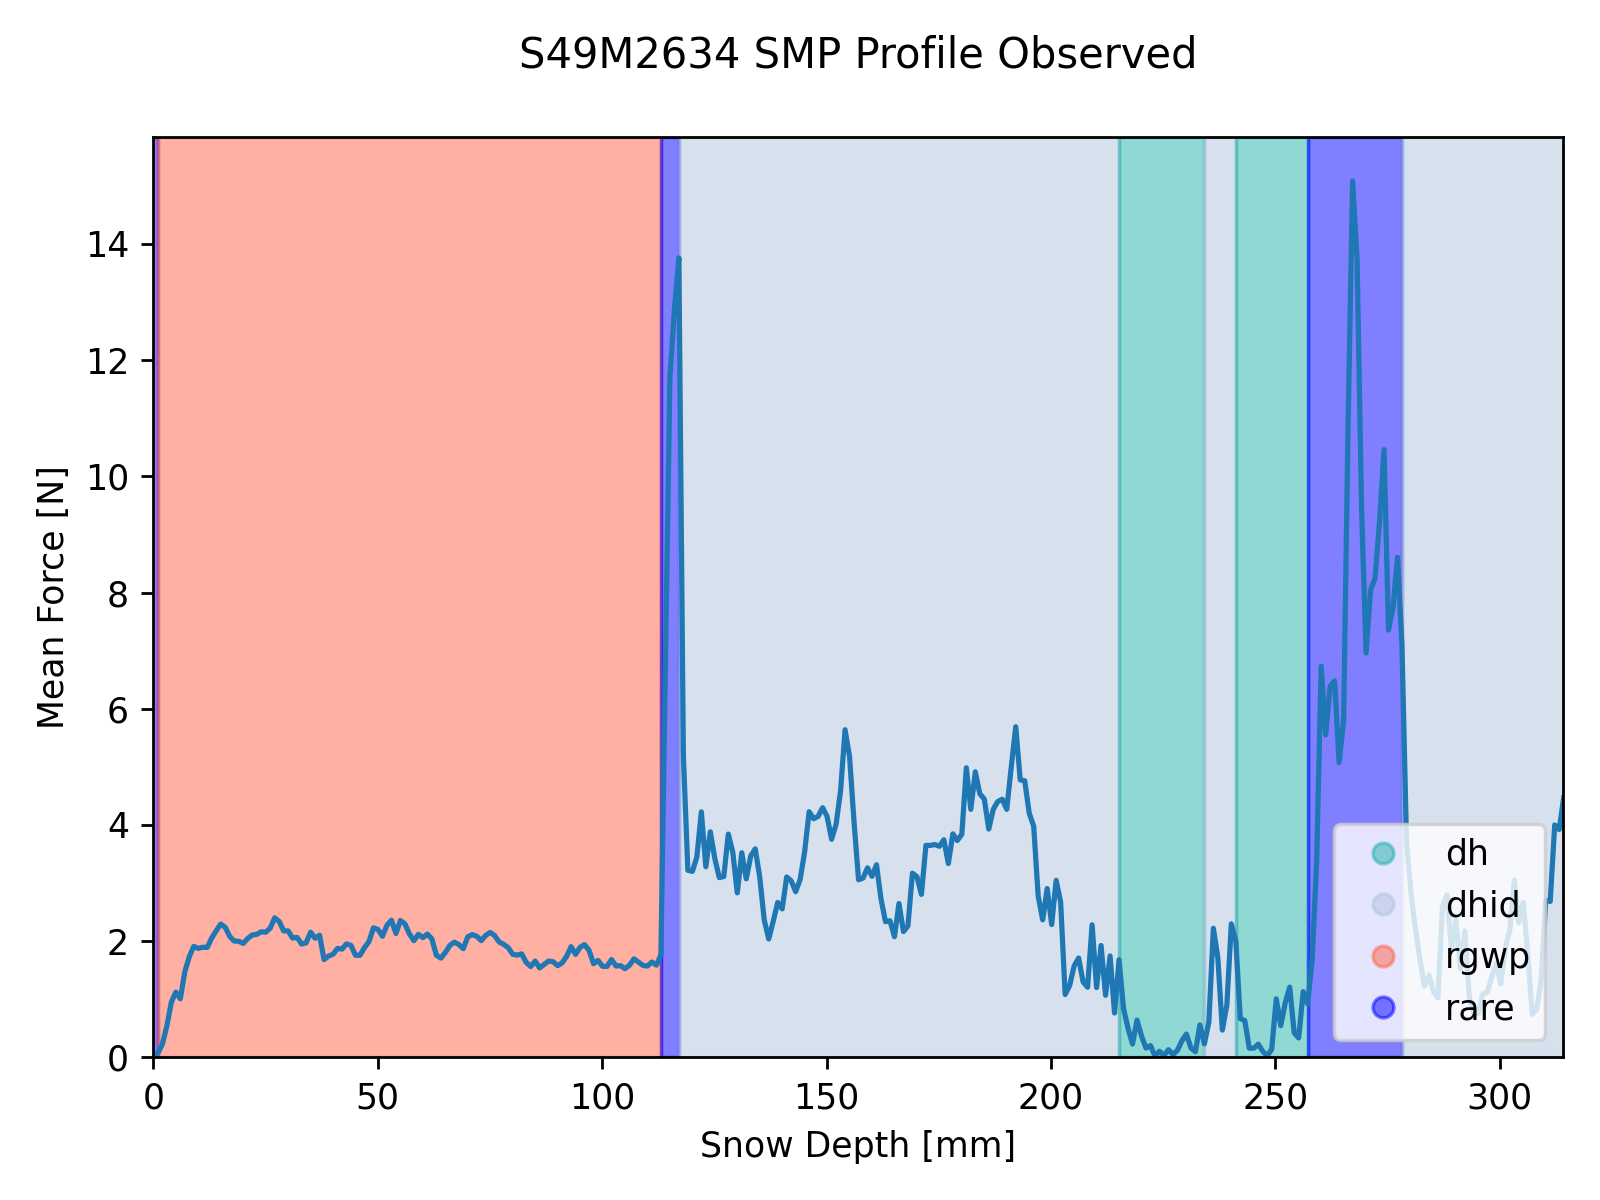 S49M2634 SMP Profile Observed
Mean Force [N]
14
12
10
8
6
4
2
0
dh
dhid
rgwp
rare
0 50 100 150 200 250 300
Snow Depth [mm]